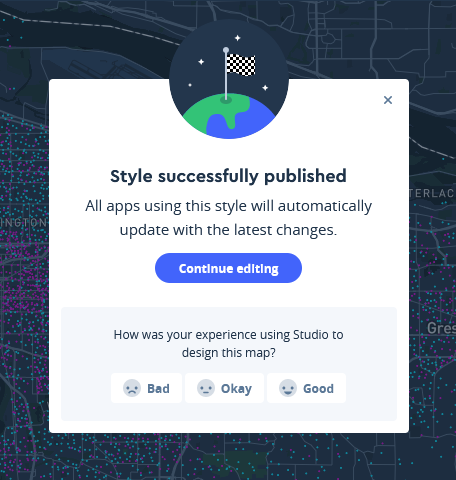 Style successfully published
All apps using this style will automatically
update with the latest changes.
Continue editing
How was your experience using Studio to
design this map?
Bad
Okay
Good
TERLAC
INGTON
Gres